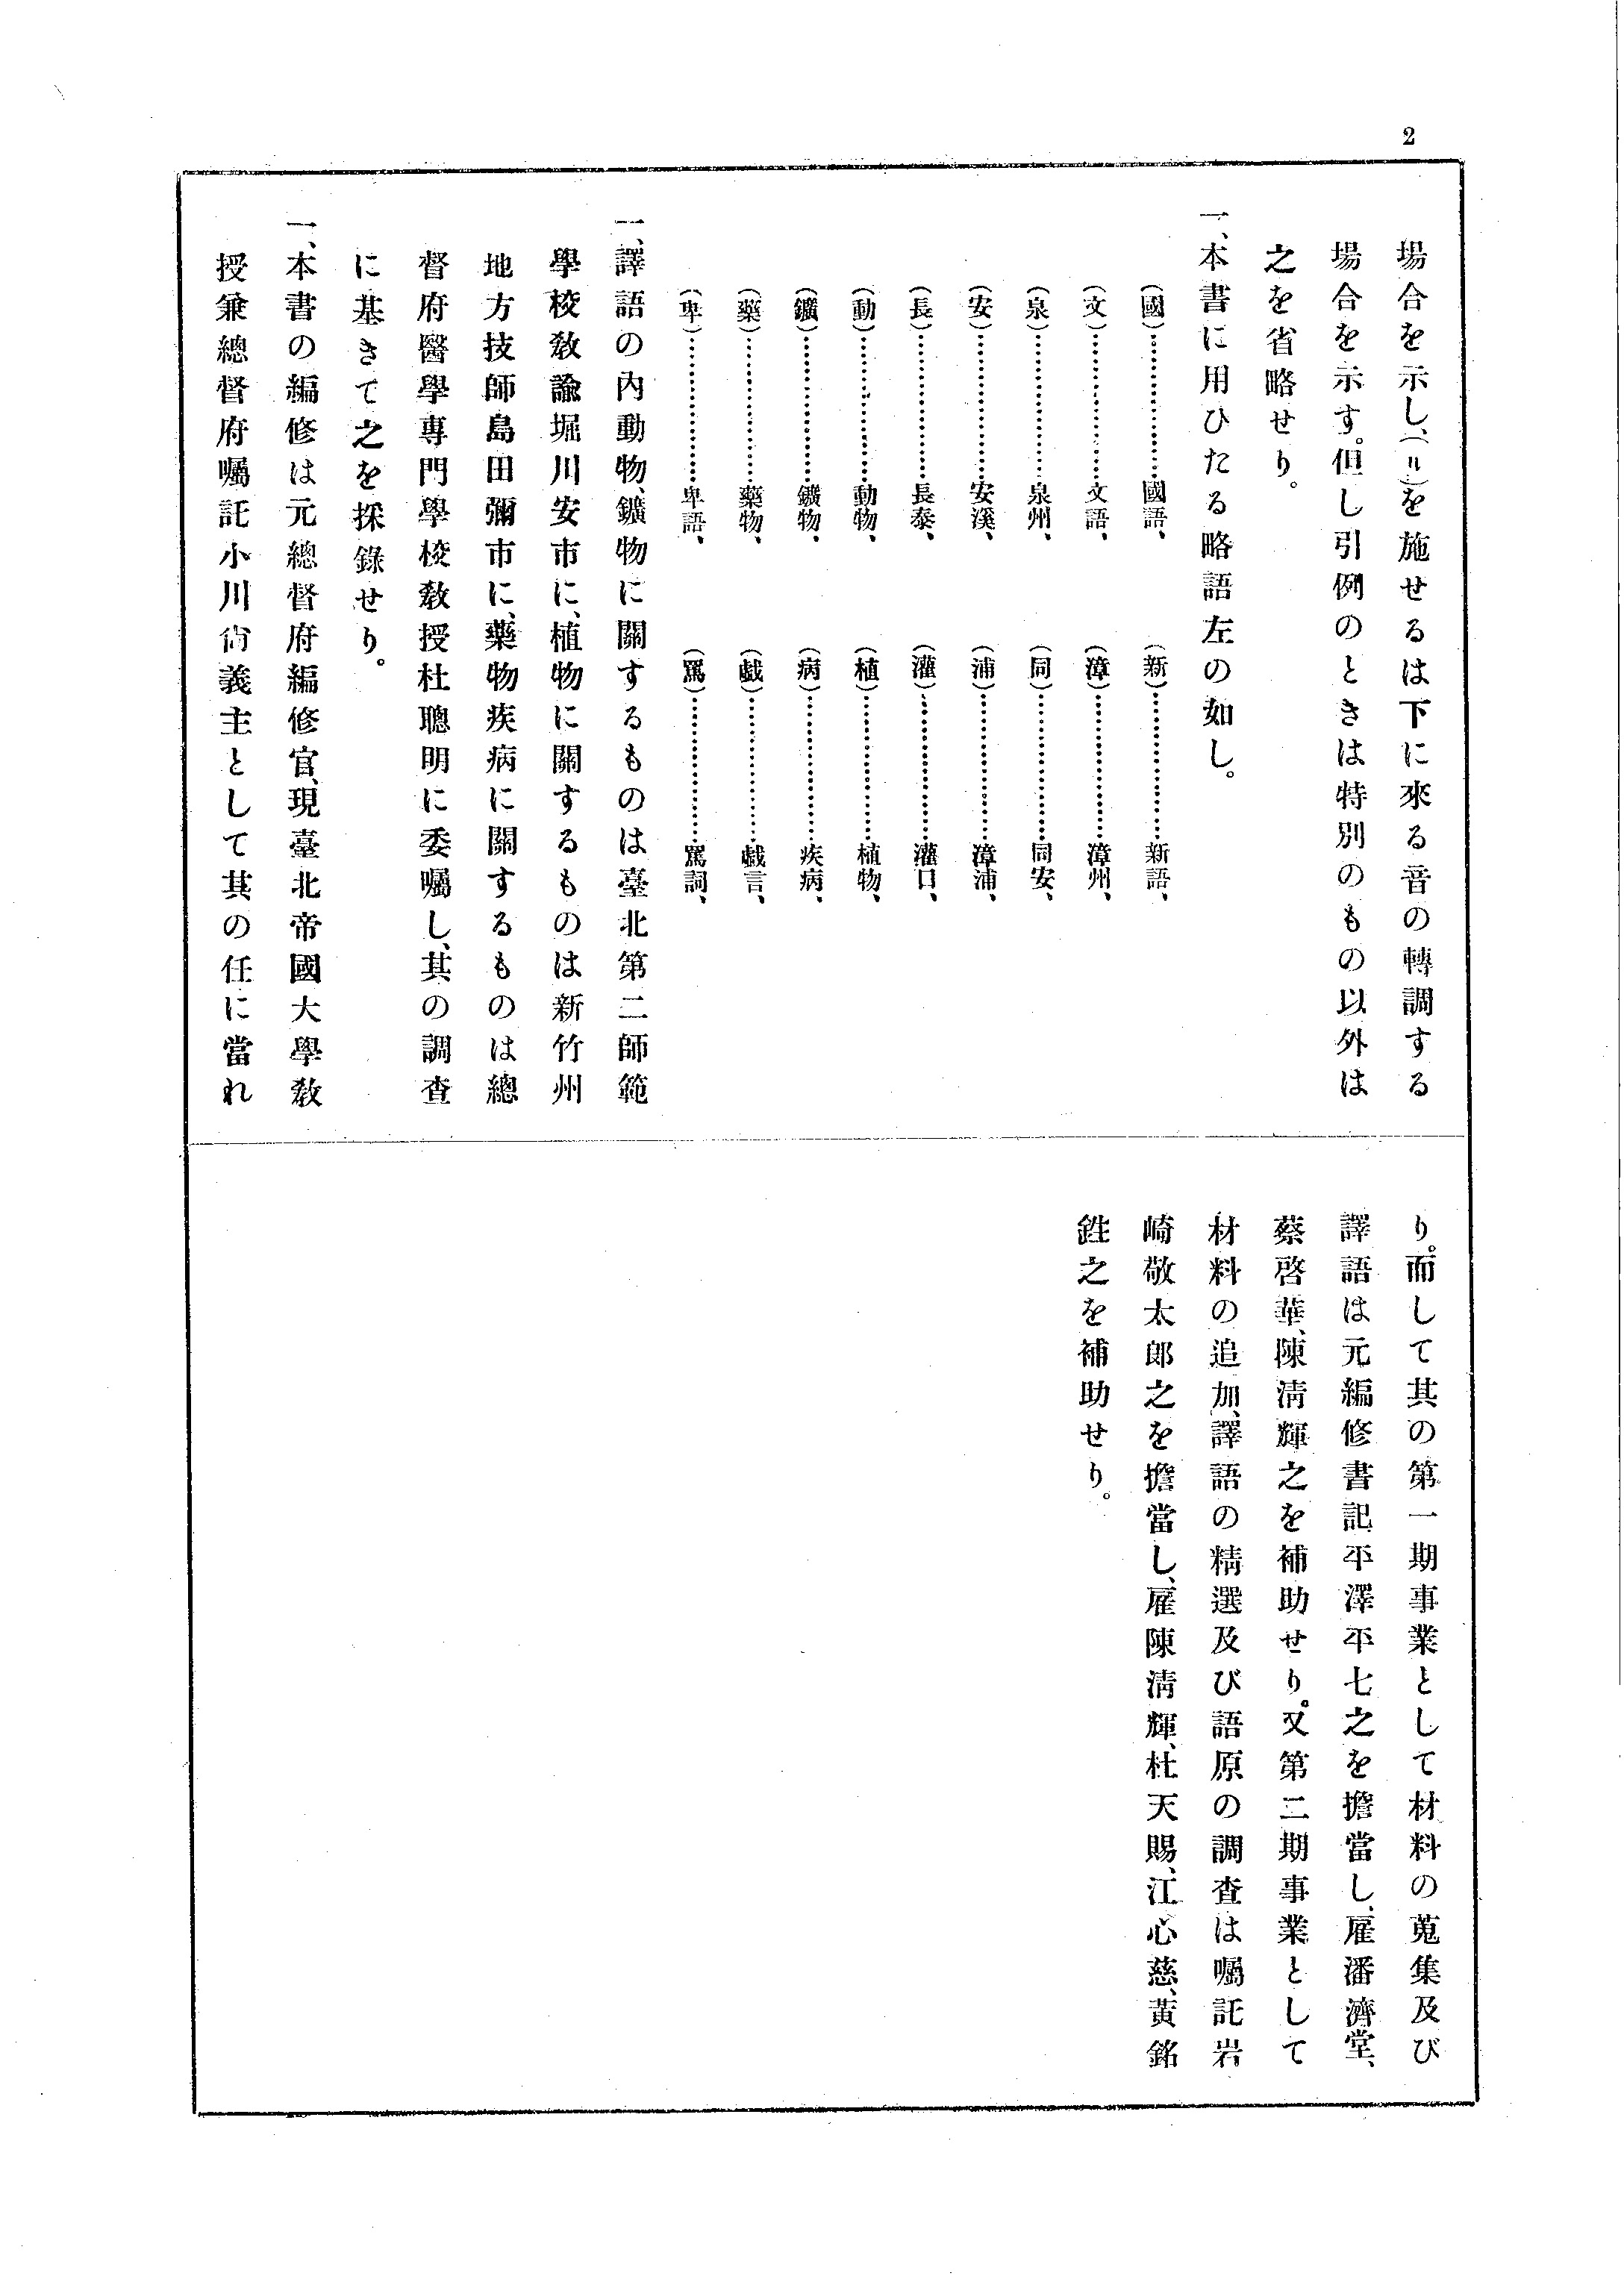 2
場合を示し、(〃)を施せるは下に來る音の轉調する
場合を示す。但し引例のときは特別のもの以外は
之を省略せり。
一、本書に用ひたる略語左の如し。
(國)……………國語、 (新)……………新語、
(文)……………文語、 (漳)……………漳州、
(泉)……………泉州、 (同)……………同安、
(安)……………安溪、 (浦)……………漳浦、
(長)……………長泰、 (灌)……………灌口、
(動)……………動物、 (植)……………植物、
(鑛)……………鑛物、 (病)……………疾病、
(藥)……………藥物、 (戲)……………戲言、
(卑)……………卑語、 (罵)……………罵詞、
一、譯語の內動物、鑛物に關するものは臺北第二師範
學校敎諭堀川安市に、植物に關するものは新竹州
地方技師島田彌市に、藥物疾病に關するものは總
督府醫學專門學校敎授杜聰明に委囑し、其の調査
に基きて之を採錄せり。
一、本書の編修は元總督府編修官、現臺北帝國大學敎
授兼總督府囑託小川尙義主として其の任に當れ
り。而して其の第一期事業として材料の蒐集及び
譯語は元編修書記平澤平七之を擔當し、雇潘濟堂、
蔡啓華、陳淸輝之を補助せり。又第二期事業として
材料の追加、譯語の精選及び語原の調査は囑託岩
崎敬太郎之を擔當し、雇陳淸輝、杜天賜、江心慈、黃銘
鉎之を補助せり。